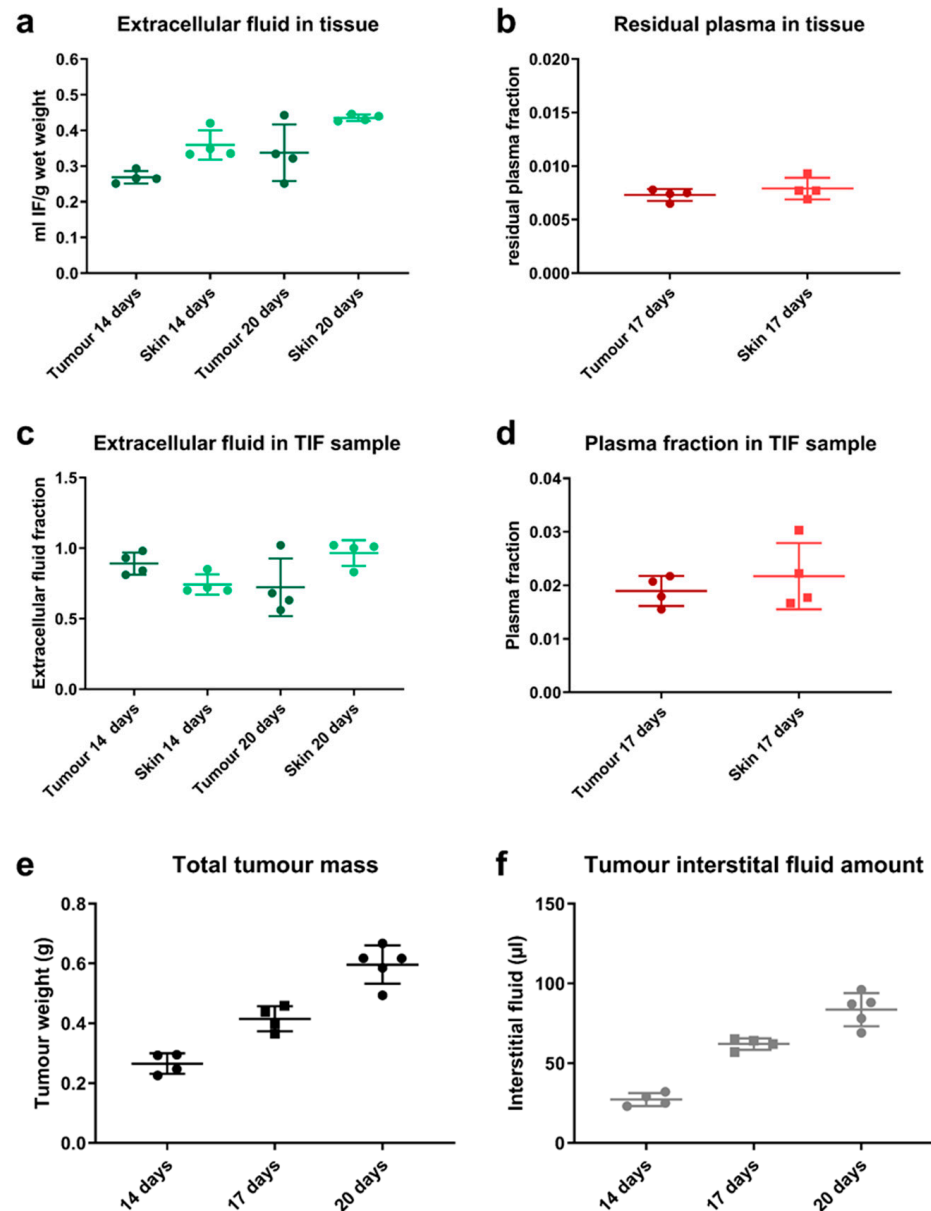 a
Extracellular fluid in tissue
ml IF/g wet weight
0.6
0.5
0.4
0.3
0.2
0.1
0.0
Tumour 14 days
Skin 14 days
Tumour 20 days
Skin 20 days
b
Residual plasma in tissue
residual plasma fraction
0.020
0.015
0.010
0.005
0.000
Tumour 17 days
Skin 17 days
c
Extracellular fluid in TIF sample
Extracellular fluid fraction
1.5
1.0
0.5
0.0
Tumour 14 days
Skin 14 days
Tumour 20 days
Skin 20 days
d
Plasma fraction in TIF sample
Plasma fraction
0.04
0.03
0.02
0.01
0.00
Tumour 17 days
Skin 17 days
e
Total tumour mass
Tumour weight (g)
0.8
0.6
0.4
0.2
0.0
14 days
17 days
20 days
f
Tumour interstital fluid amount
Interstitial fluid (µl)
150
100
50
0
14 days
17 days
20 days